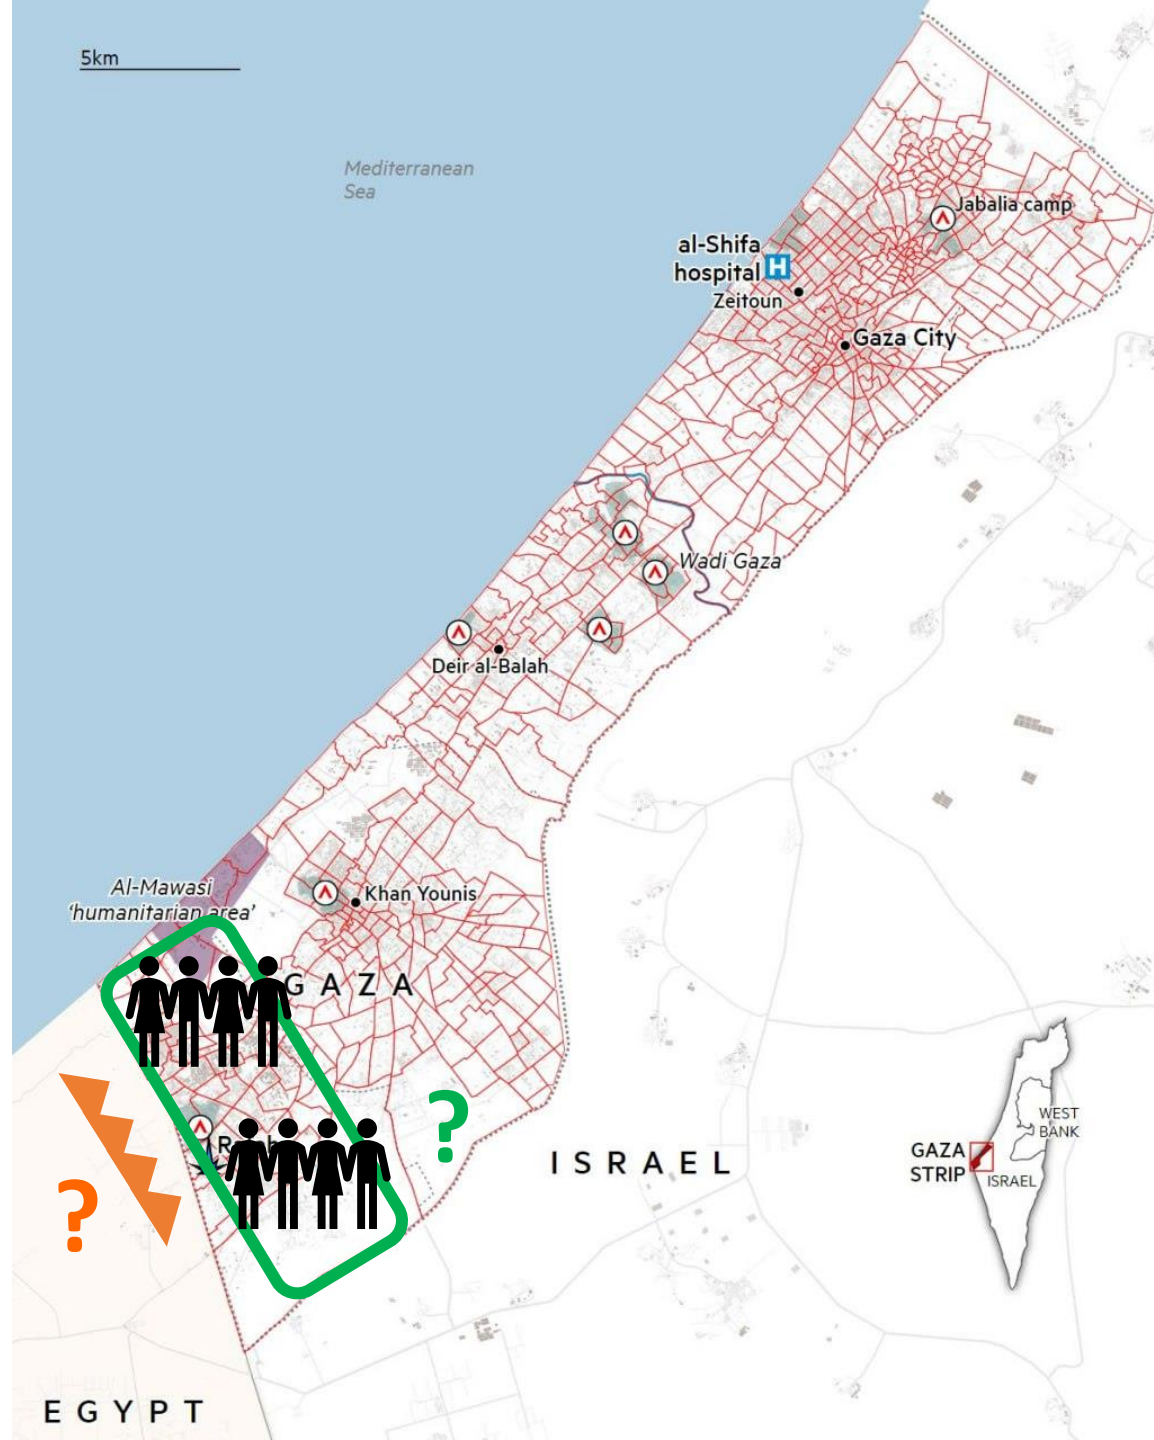 5km
Mediterranean
Sea
Jabalia camp
al-Shifa
hospital H
Zeitoun
Gaza City
Wadi Gaza
Deir al-Balah
Al-Mawasi
'humanitarian area'
Khan Younis
GAZA
?
?
ISRAEL
WEST
BANK
GAZA
STRIP
ISRAEL
EGYPT